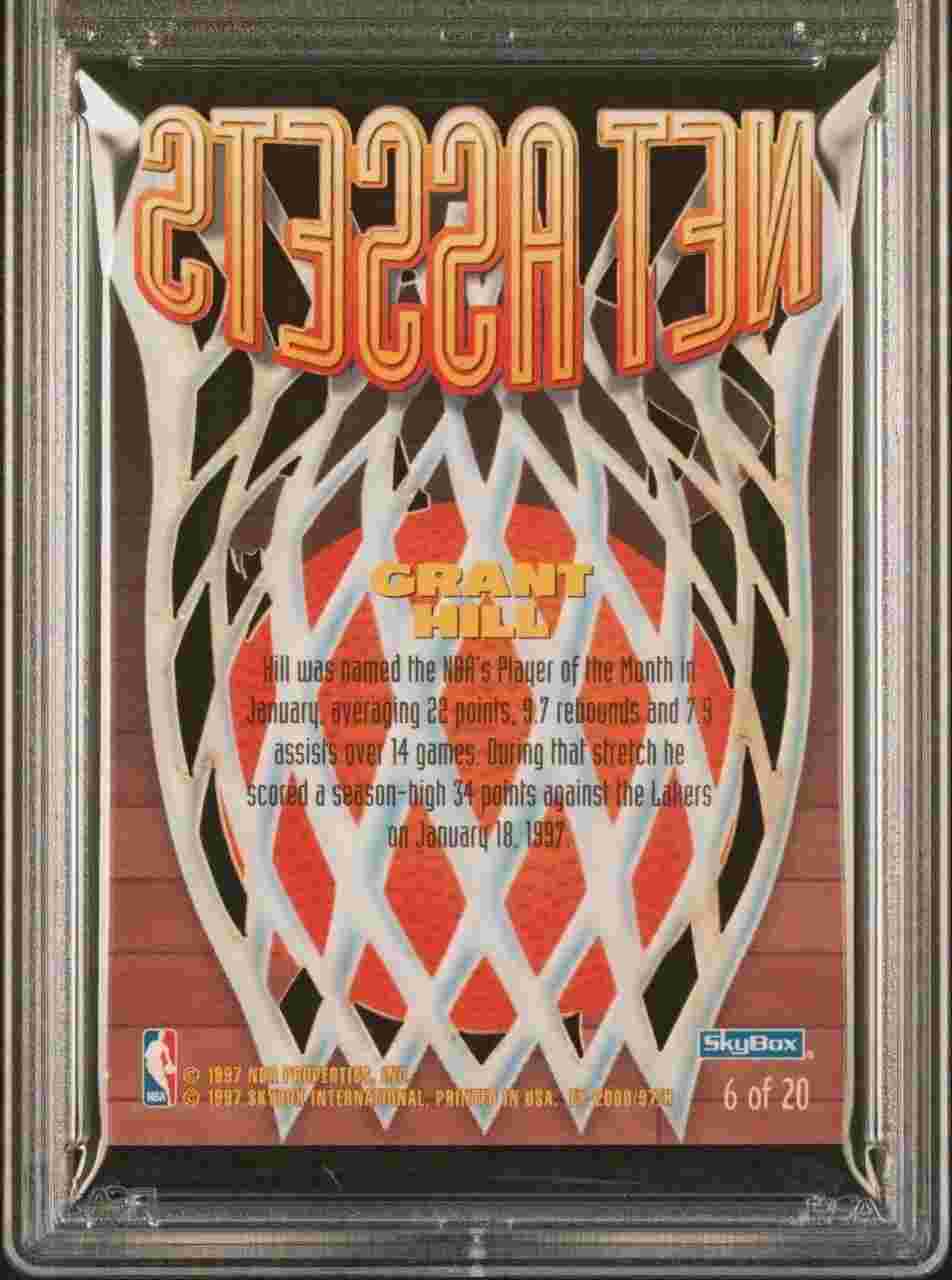 NET ASSETS
GRANT
HILL
Hill was named the NBA's Player of the Month in
January, averaging 22 points, 9.7 rebounds and 7.9
assists over 14 games. During that stretch he
scored a season-high 34 points against the Lakers
on January 18, 1997.
SkyBox
NBA
© 1997 NBA PROPERTIES, INC.
© 1997 SKYBOX INTERNATIONAL. PRINTED IN USA.
6 of 20